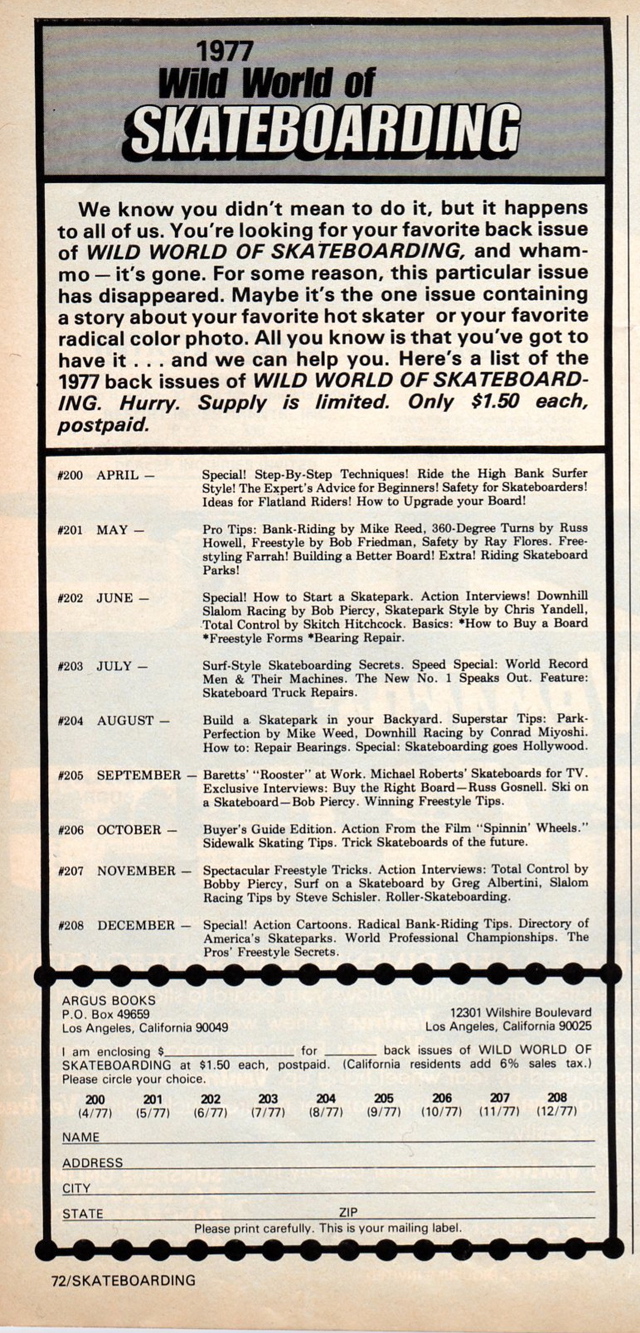 1977
Wild World of
SKATEBOARDING
We know you didn't mean to do it, but it happens
to all of us. You're looking for your favorite back issue
of WILD WORLD OF SKATEBOARDING, and wham-
mo — it's gone. For some reason, this particular issue
has disappeared. Maybe it's the one issue containing
a story about your favorite hot skater or your favorite
radical color photo. All you know is that you've got to
have it . . . and we can help you. Here's a list of the
1977 back issues of WILD WORLD OF SKATEBOARD-
ING. Hurry. Supply is limited. Only $1.50 each,
postpaid.
#200 APRIL — Special! Step-By-Step Techniques! Ride the High Bank Surfer
Style! The Expert's Advice for Beginners! Safety for Skateboarders!
Ideas for Flatland Riders! How to Upgrade your Board!
#201 MAY — Pro Tips: Bank-Riding by Mike Reed, 360-Degree Turns by Russ
Howell, Freestyle by Bob Friedman, Safety by Ray Flores. Free-
styling Farrah! Building a Better Board! Extra! Riding Skateboard
Parks!
#202 JUNE — Special! How to Start a Skatepark. Action Interviews! Downhill
Slalom Racing by Bob Piercy, Skatepark Style by Chris Yandell,
Total Control by Skitch Hitchcock. Basics: *How to Buy a Board
*Freestyle Forms *Bearing Repair.
#203 JULY — Surf-Style Skateboarding Secrets. Speed Special: World Record
Men & Their Machines. The New No. 1 Speaks Out. Feature:
Skateboard Truck Repairs.
#204 AUGUST — Build a Skatepark in your Backyard. Superstar Tips: Park-
Perfection by Mike Weed, Downhill Racing by Conrad Miyoshi.
How to: Repair Bearings. Special: Skateboarding goes Hollywood.
#205 SEPTEMBER — Baretts' "Rooster" at Work. Michael Roberts' Skateboards for TV.
Exclusive Interviews: Buy the Right Board—Russ Gosnell. Ski on
a Skateboard—Bob Piercy. Winning Freestyle Tips.
#206 OCTOBER — Buyer's Guide Edition. Action From the Film "Spinnin' Wheels."
Sidewalk Skating Tips. Trick Skateboards of the future.
#207 NOVEMBER — Spectacular Freestyle Tricks. Action Interviews: Total Control by
Bobby Piercy, Surf on a Skateboard by Greg Albertini, Slalom
Racing Tips by Steve Schisler. Roller-Skateboarding.
#208 DECEMBER — Special! Action Cartoons. Radical Bank-Riding Tips. Directory of
America's Skateparks. World Professional Championships. The
Pros' Freestyle Secrets.
ARGUS BOOKS
P.O. Box 49659 12301 Wilshire Boulevard
Los Angeles, California 90049 Los Angeles, California 90025
I am enclosing $ for back issues of WILD WORLD OF
SKATEBOARDING at $1.50 each, postpaid. (California residents add 6% sales tax.)
Please circle your choice.
200 201 202 203 204 205 206 207 208
(4/77) (5/77) (6/77) (7/77) (8/77) (9/77) (10/77) (11/77) (12/77)
NAME
ADDRESS
CITY
STATE ZIP
Please print carefully. This is your mailing label.
72/SKATEBOARDING